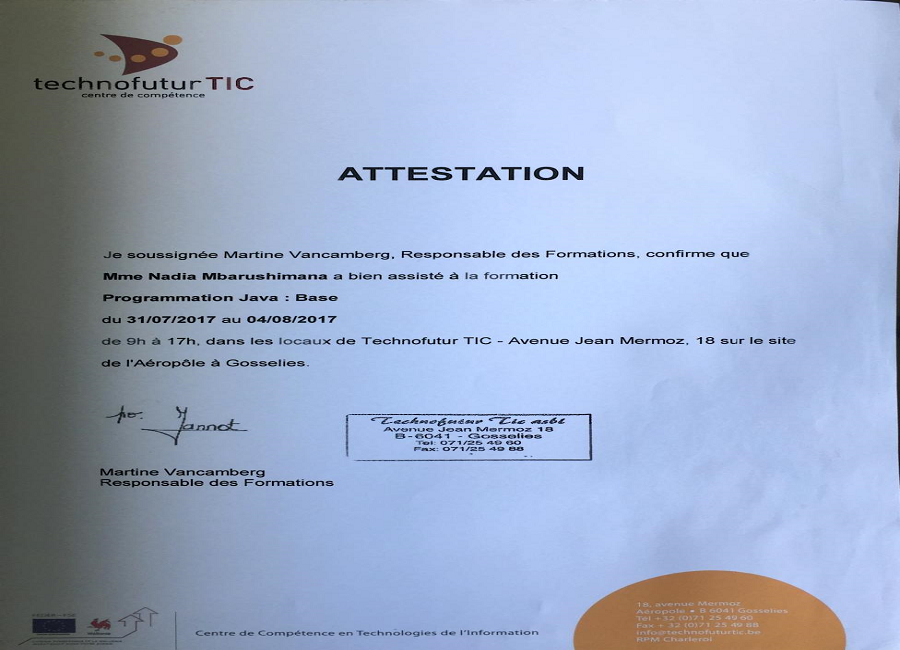 technofuturTIC
centre de compétence
ATTESTATION
Je soussignée Martine Vancamberg, Responsable des Formations, confirme que
Mme Nadia Mbarushimana a bien assisté à la formation
Programmation Java : Base
du 31/07/2017 au 04/08/2017
de 9h à 17h, dans les locaux de Technofutur TIC - Avenue Jean Mermoz, 18 sur le site
de l'Aéropôle à Gosselies.
po. Jannot
Technofutur Tic asbl
Avenue Jean Mermoz 18
B-6041 - Gosselies
Tel: 071/25 49 60
Fax: 071/25 49 88
Martine Vancamberg
Responsable des Formations
Centre de Compétence en Technologies de l'Information
18, avenue Mermoz
Aéropole • B 6041 Gosselies
Tel +32 (0)71 25 49 60
Fax + 32 (0)71 25 49 88
info@technofuturtic.be
RPM Charleroi